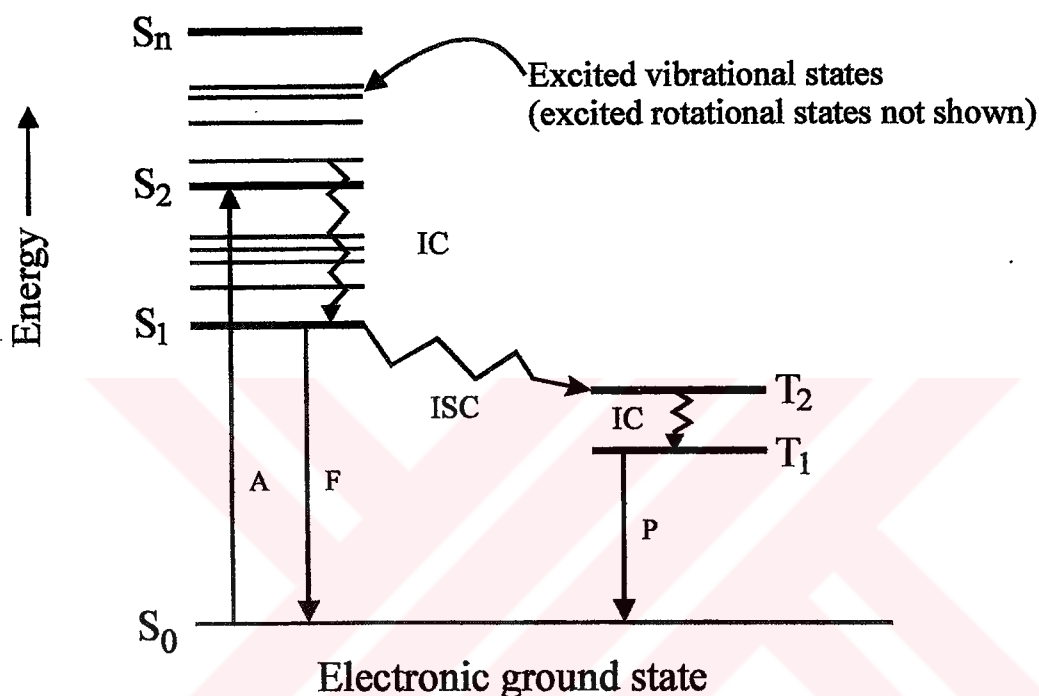 Sn
Excited vibrational states
(excited rotational states not shown)
Energy
S2
IC
S1
ISC
T2
IC
T1
A
F
P
S0
Electronic ground state